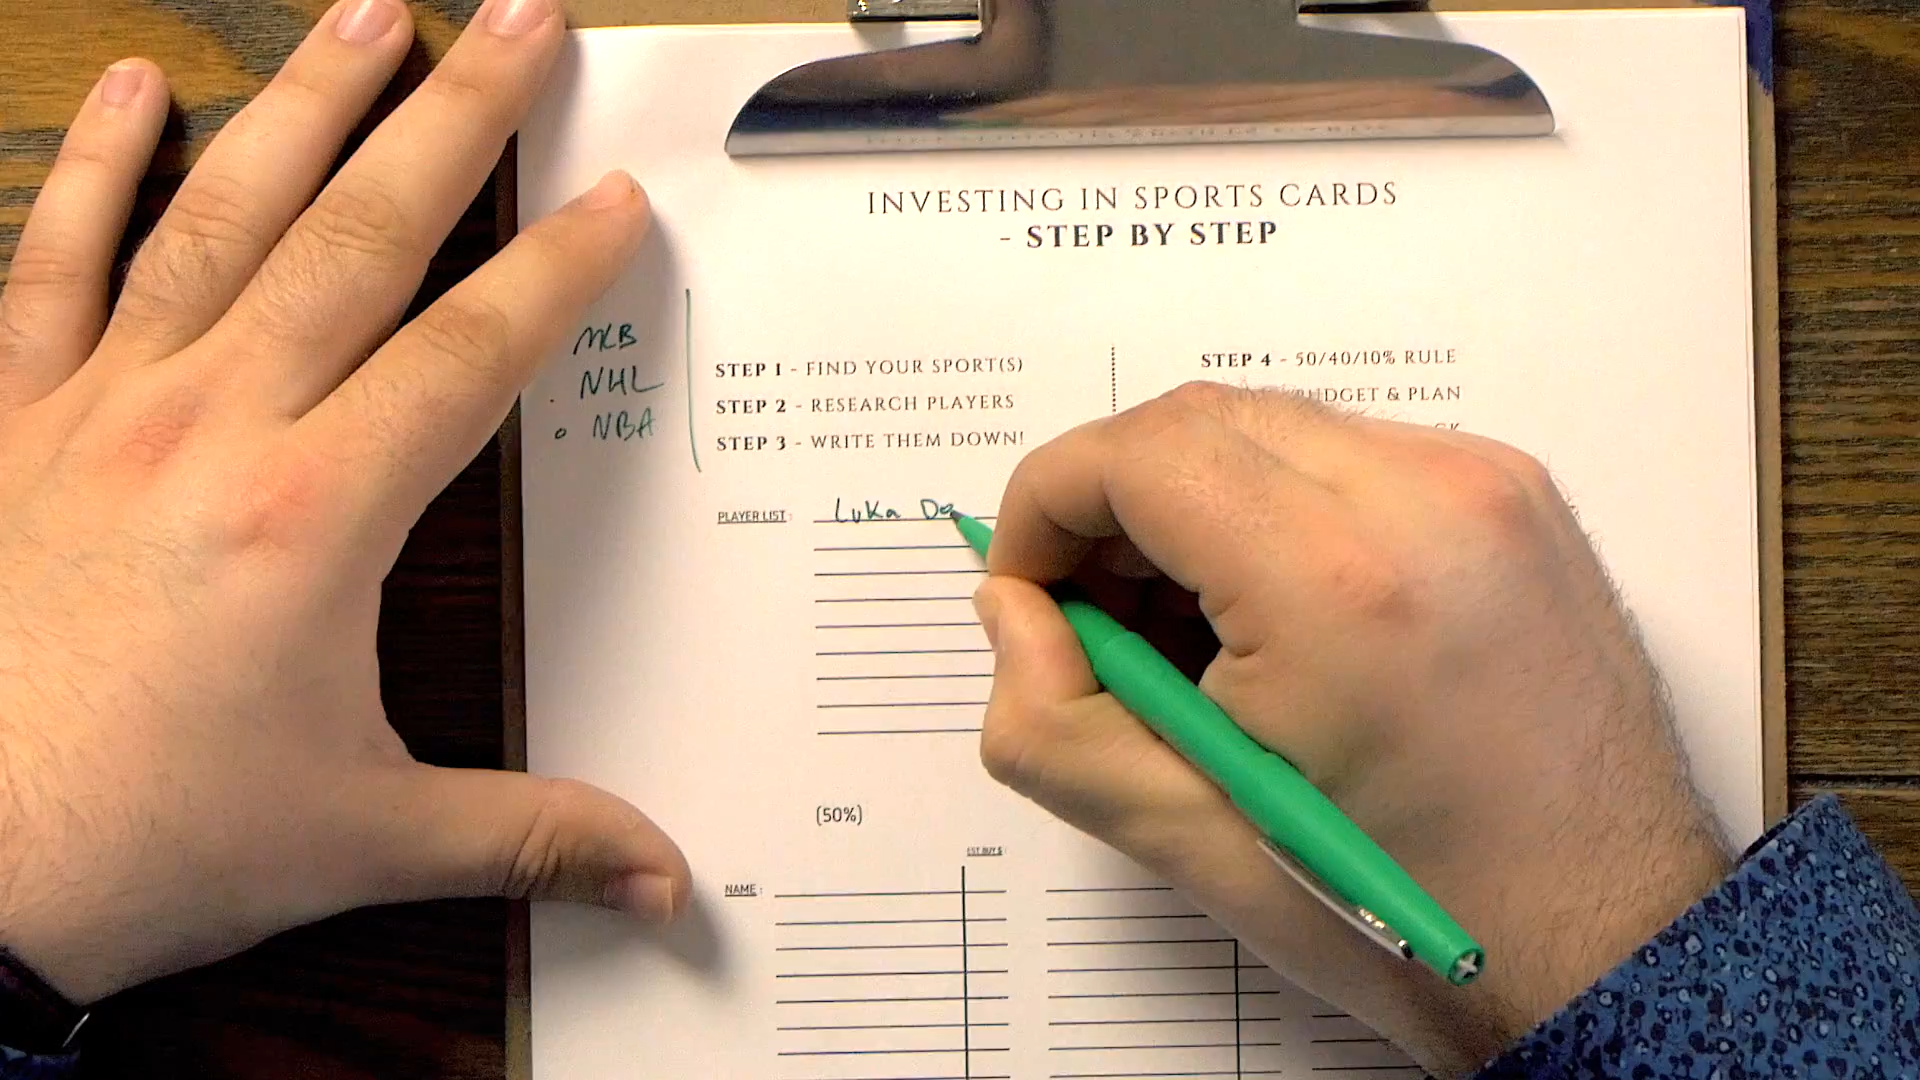 INVESTING IN SPORTS CARDS
- STEP BY STEP
MLB
NHL
NBA
STEP 1 - FIND YOUR SPORT(S)
STEP 2 - RESEARCH PLAYERS
STEP 3 - WRITE THEM DOWN!
STEP 4 - 50/40/10% RULE
BUDGET & PLAN
PLAYER LIST: Luka Do
(50%)
EST BUY $:
NAME: